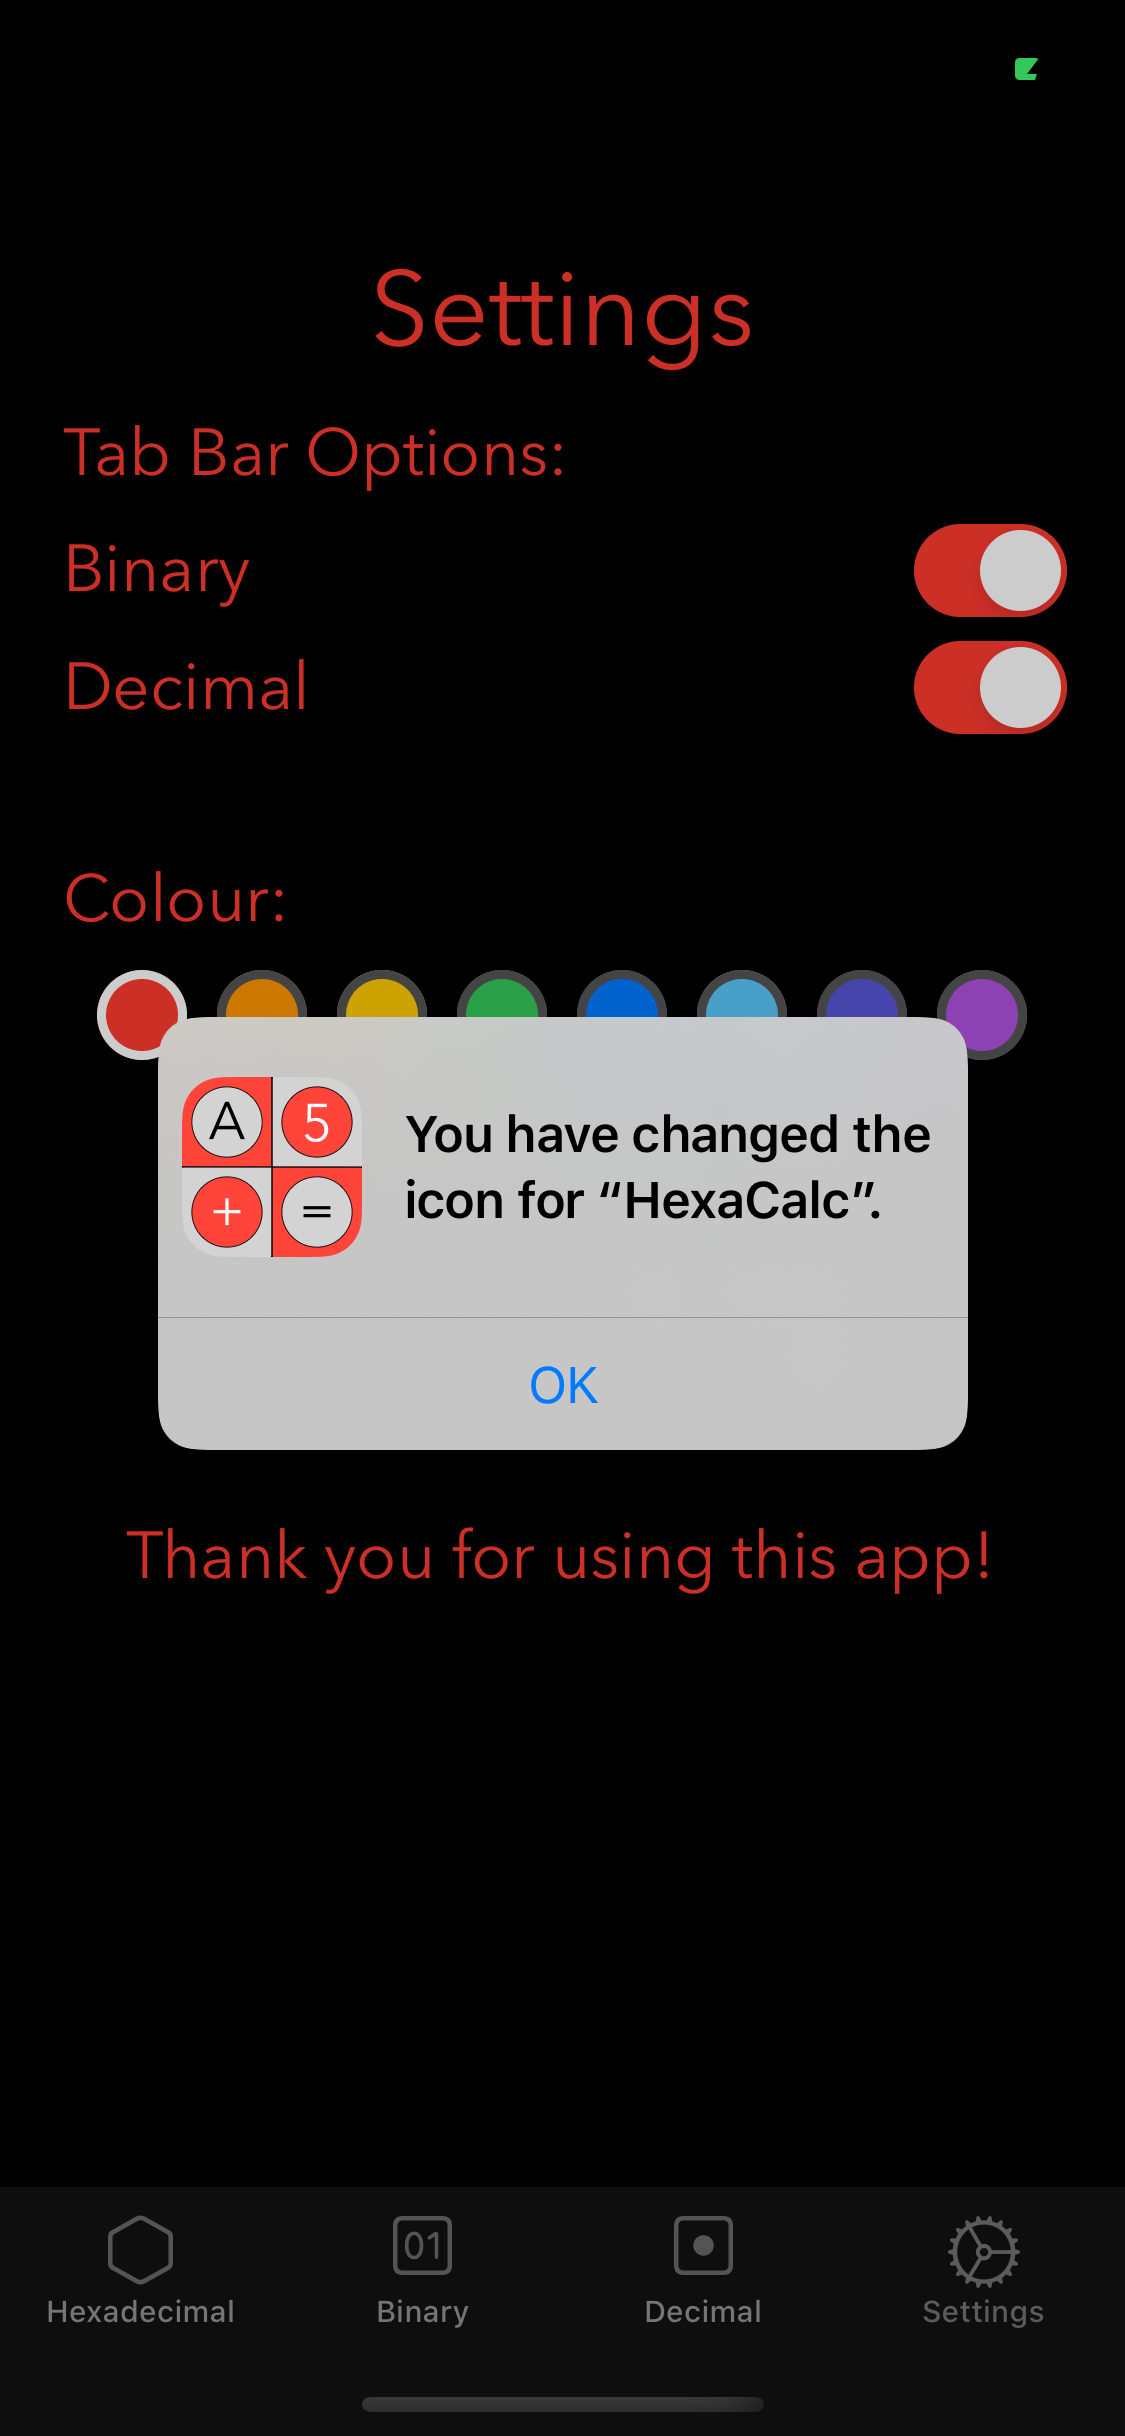 Settings
Tab Bar Options:
Binary
Decimal
Colour:
A 5
+ =
You have changed the
icon for “HexaCalc”.
OK
Thank you for using this app!
01
Hexadecimal Binary Decimal Settings